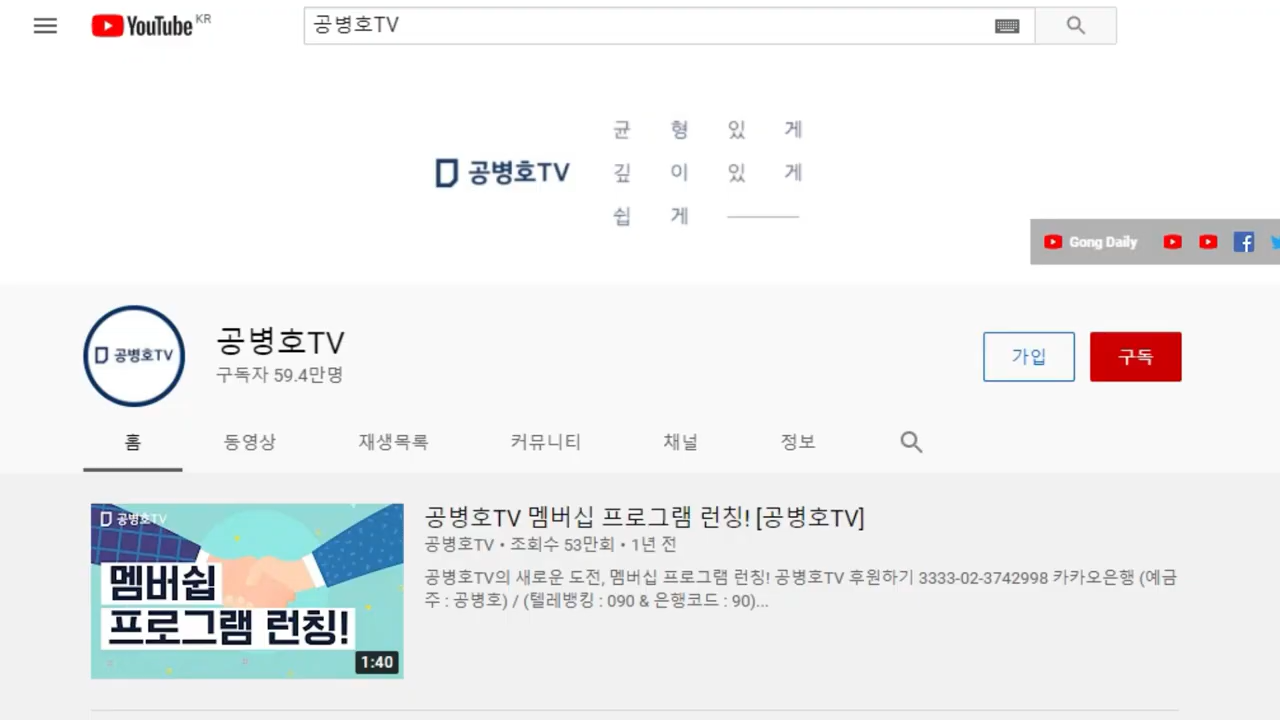 YouTube KR
공병호TV
균 형 있 게
공병호TV
깊 이 있 게
쉽 게
Gong Daily
공병호TV
공병호TV
구독자 59.4만명
가입
구독
홈
동영상
재생목록
커뮤니티
채널
정보
공병호TV
멤버쉽
프로그램 런칭!
1:40
공병호TV 멤버십 프로그램 런칭! [공병호TV]
공병호TV • 조회수 53만회 • 1년 전
공병호TV의 새로운 도전, 멤버십 프로그램 런칭! 공병호TV 후원하기 3333-02-3742998 카카오은행 (예금
주 : 공병호) / (텔레뱅킹 : 090 & 은행코드 : 90)...